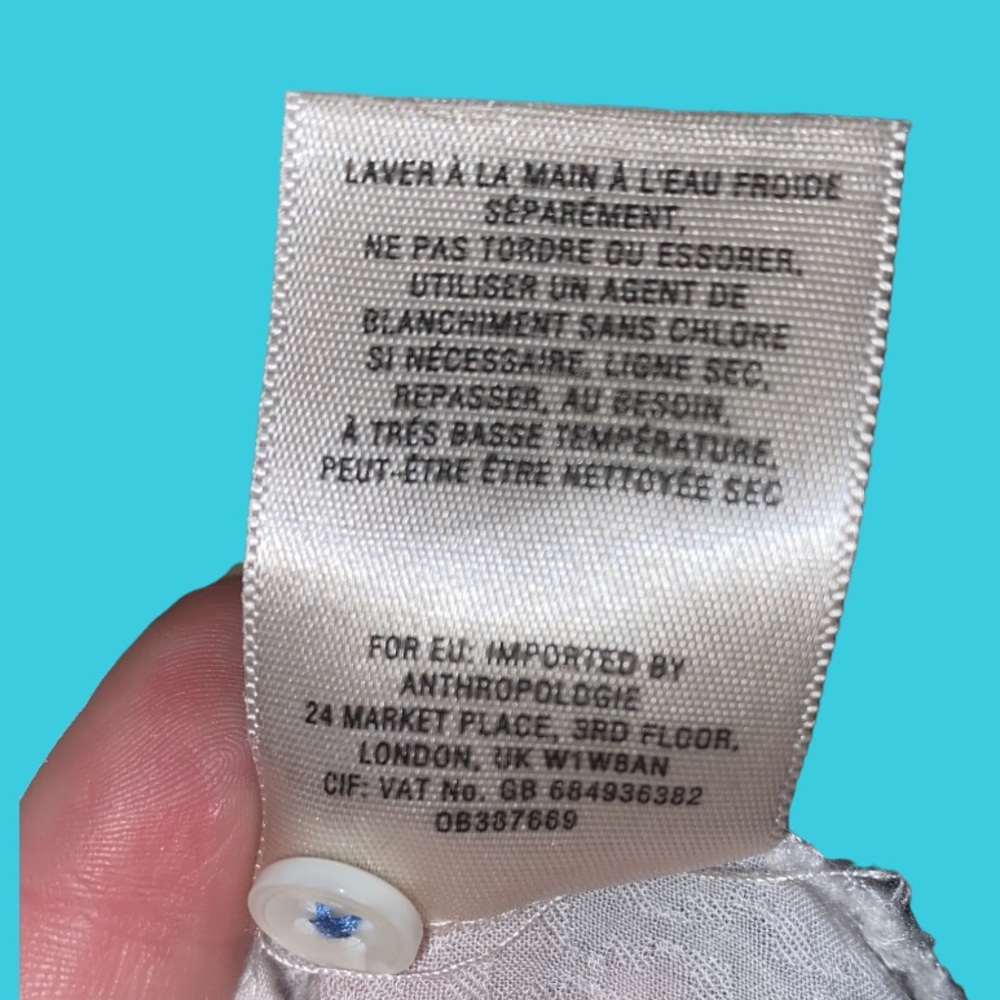 LAVER À LA MAIN À L'EAU FROIDE
SÉPARÉMENT,
NE PAS TORDRE OU ESSORER,
UTILISER UN AGENT DE
BLANCHIMENT SANS CHLORE
SI NÉCESSAIRE, LIGNE SEC,
REPASSER, AU BESOIN,
À TRÉS BASSE TEMPÉRATURE,
PEUT-ÊTRE ÊTRE NETTOYÉE SEC
FOR EU: IMPORTED BY
ANTHROPOLOGIE
24 MARKET PLACE, 3RD FLOOR,
LONDON, UK W1W8AN
CIF: VAT No. GB 684936382
OB387669